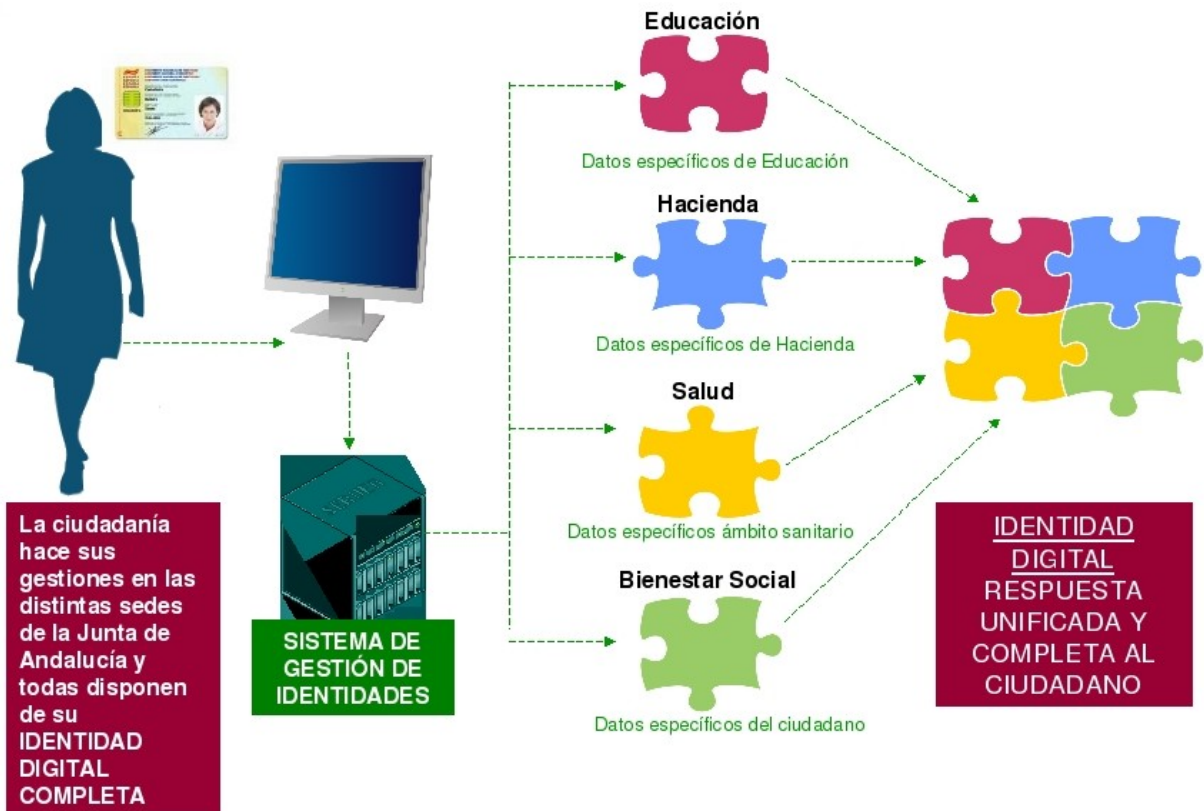 Educación
Datos específicos de Educación
Hacienda
Datos específicos de Hacienda
Salud
Datos específicos ámbito sanitario
Bienestar Social
Datos específicos del ciudadano
La ciudadanía
hace sus
gestiones en las
distintas sedes
de la Junta de
Andalucía y
todas disponen
de su
IDENTIDAD
DIGITAL
COMPLETA
SISTEMA DE
GESTIÓN DE
IDENTIDADES
IDENTIDAD
DIGITAL
RESPUESTA
UNIFICADA Y
COMPLETA AL
CIUDADANO